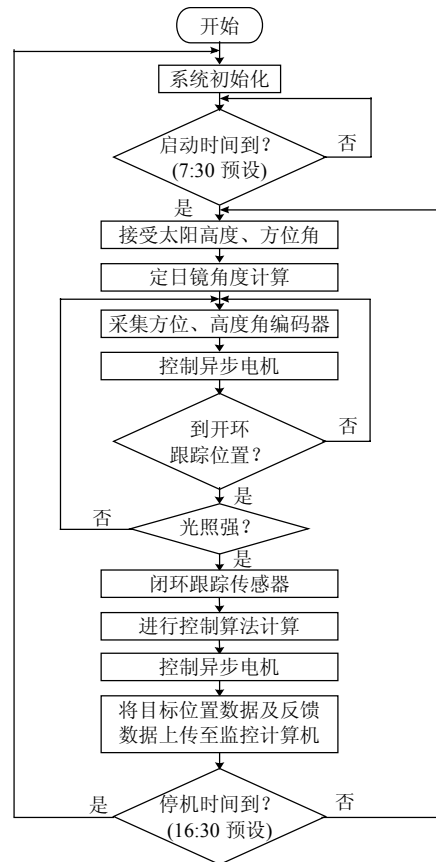 开始
系统初始化
启动时间到？
(7:30 预设)
否
是
接受太阳高度、方位角
定日镜角度计算
采集方位、高度角编码器
控制异步电机
到开环
跟踪位置？
否
是
光照强？
否
是
闭环跟踪传感器
进行控制算法计算
控制异步电机
将目标位置数据及反馈
数据上传至监控计算机
停机时间到？
(16:30 预设)
是
否